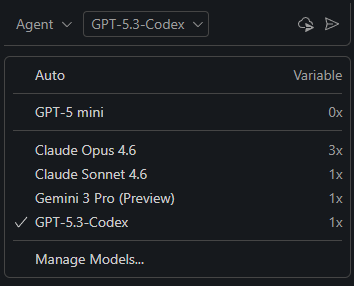 Agent GPT-5.3-Codex
Auto Variable
GPT-5 mini 0x
Claude Opus 4.6 3x
Claude Sonnet 4.6 1x
Gemini 3 Pro (Preview) 1x
GPT-5.3-Codex 1x
Manage Models...